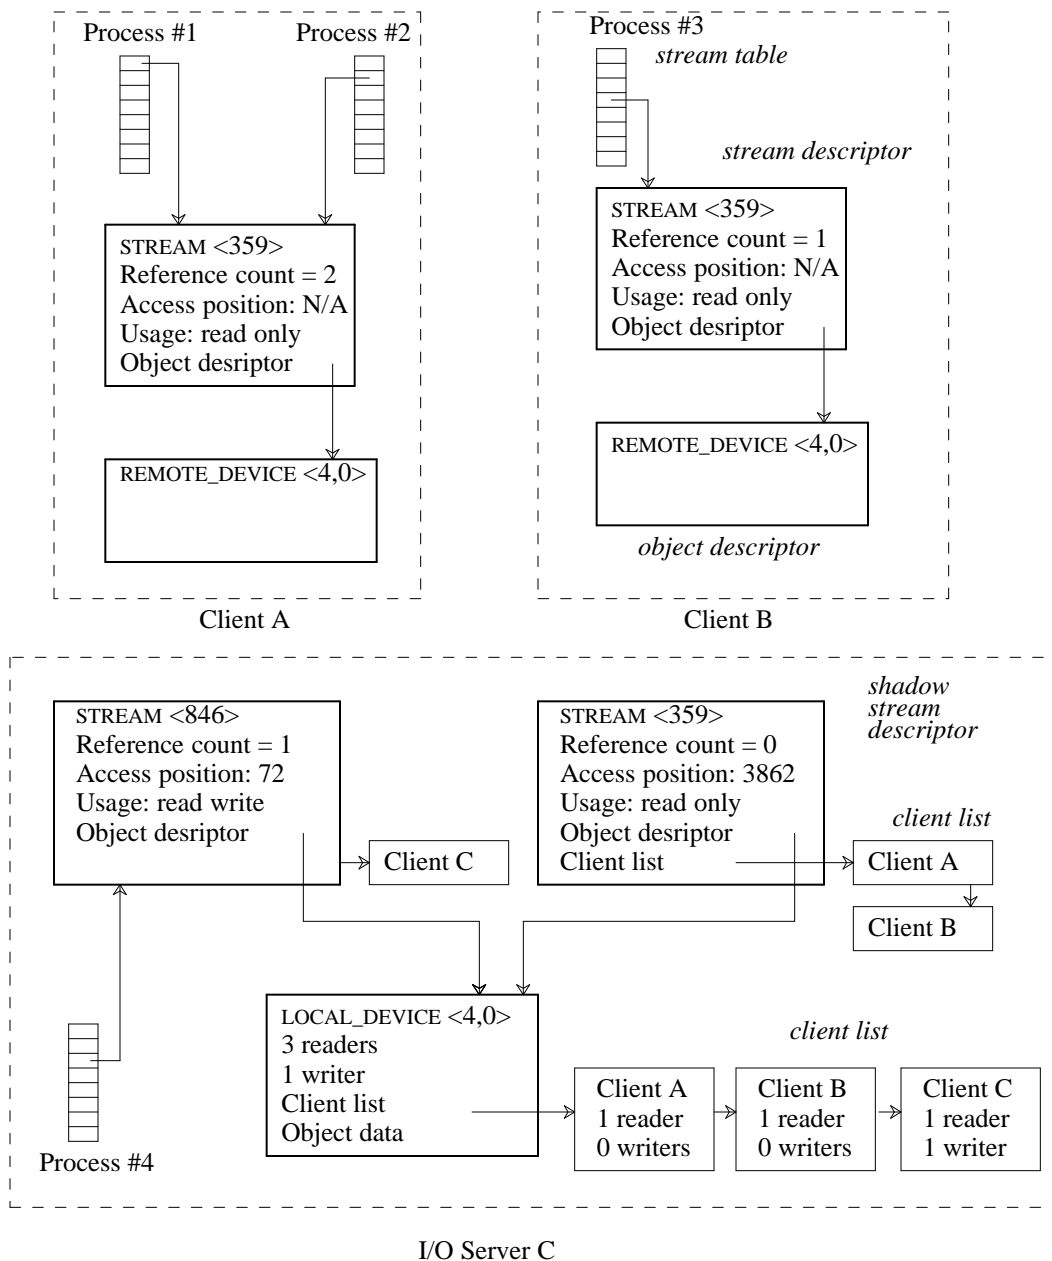 Process #1
Process #2
STREAM <359>
Reference count = 2
Access position: N/A
Usage: read only
Object desriptor
REMOTE_DEVICE <4,0>
Client A
Process #3
stream table
stream descriptor
STREAM <359>
Reference count = 1
Access position: N/A
Usage: read only
Object desriptor
REMOTE_DEVICE <4,0>
object descriptor
Client B
STREAM <846>
Reference count = 1
Access position: 72
Usage: read write
Object desriptor
Client C
STREAM <359>
Reference count = 0
Access position: 3862
Usage: read only
Object desriptor
Client list
shadow
stream
descriptor
client list
Client A
Client B
LOCAL_DEVICE <4,0>
3 readers
1 writer
Client list
Object data
client list
Client A
1 reader
0 writers
Client B
1 reader
0 writers
Client C
1 reader
1 writer
Process #4
I/O Server C